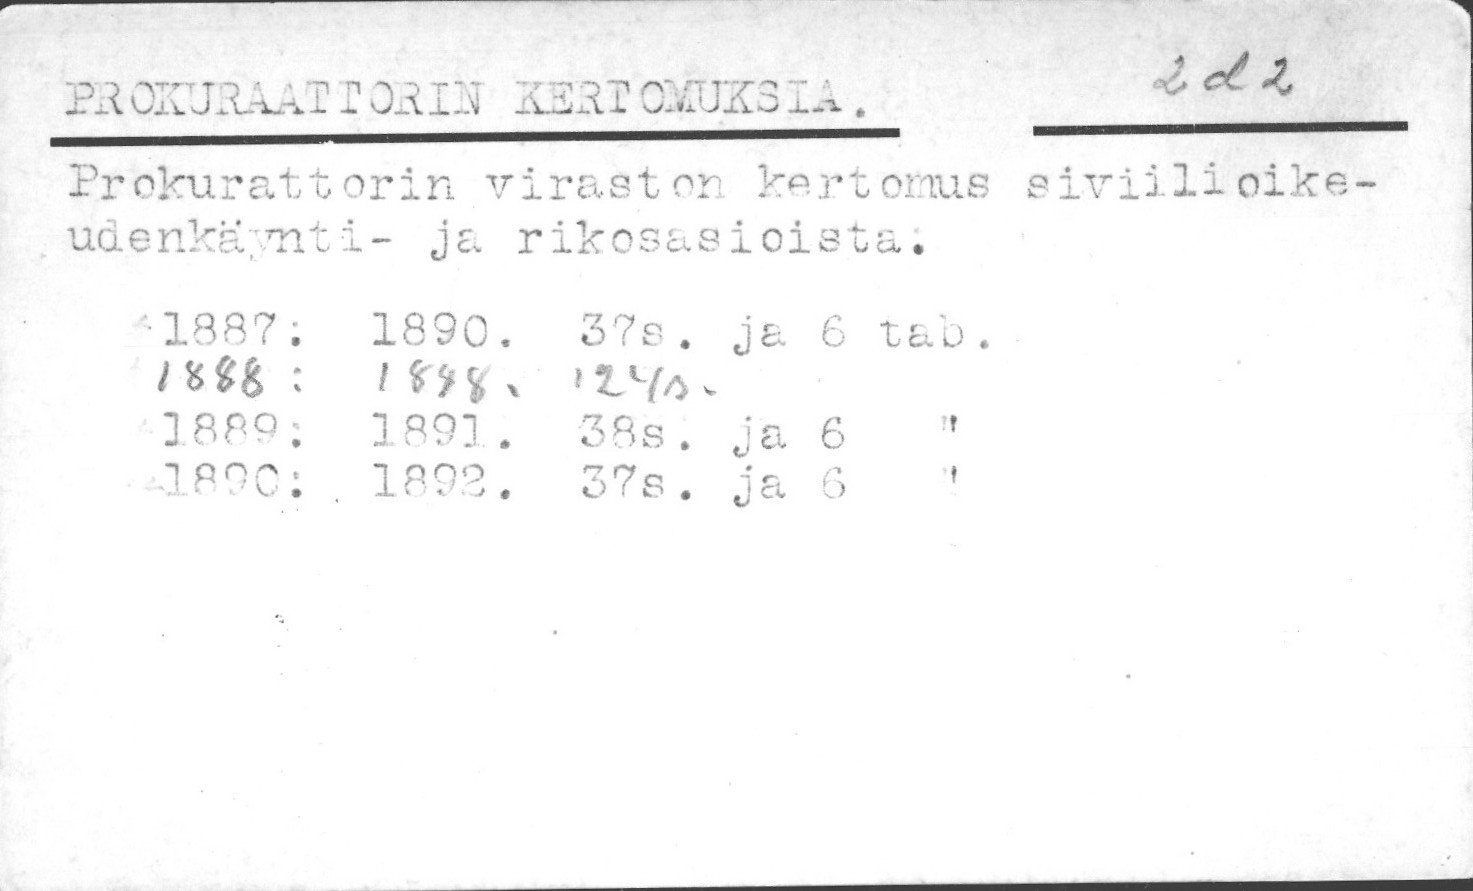 PROKURAATTORIN KERTOMUKSIA. 2d2
Prokurattorin viraston kertomus siviilioike-
udenkäynti- ja rikosasioista.
1887: 1890. 37s. ja 6 tab.
1888: 1898. 124s.
1889: 1891. 38s. ja 6 "
1890: 1892. 37s. ja 6 "